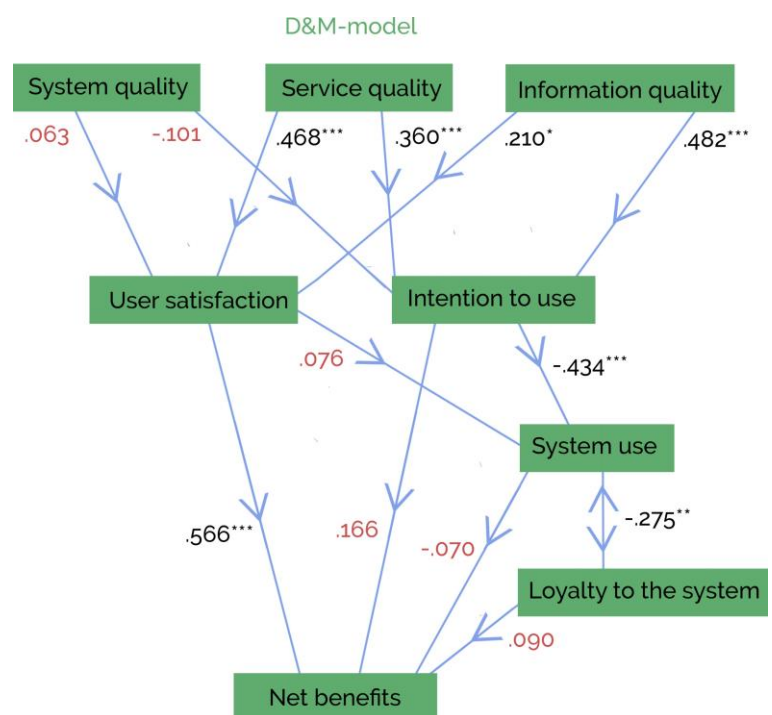 D&M-model
System quality
Service quality
Information quality
.063
-.101
.468***
.360***
.210*
.482***
User satisfaction
Intention to use
.076
-.434***
System use
.566***
.166
-.070
-.275**
Loyalty to the system
.090
Net benefits